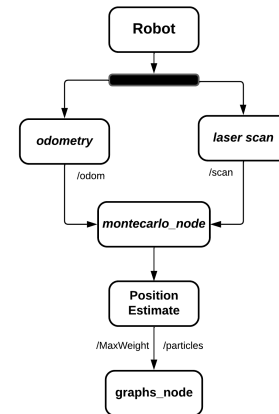 Robot
odometry
laser scan
/odom
/scan
montecarlo_node
Position
Estimate
/MaxWeight
/particles
graphs_node